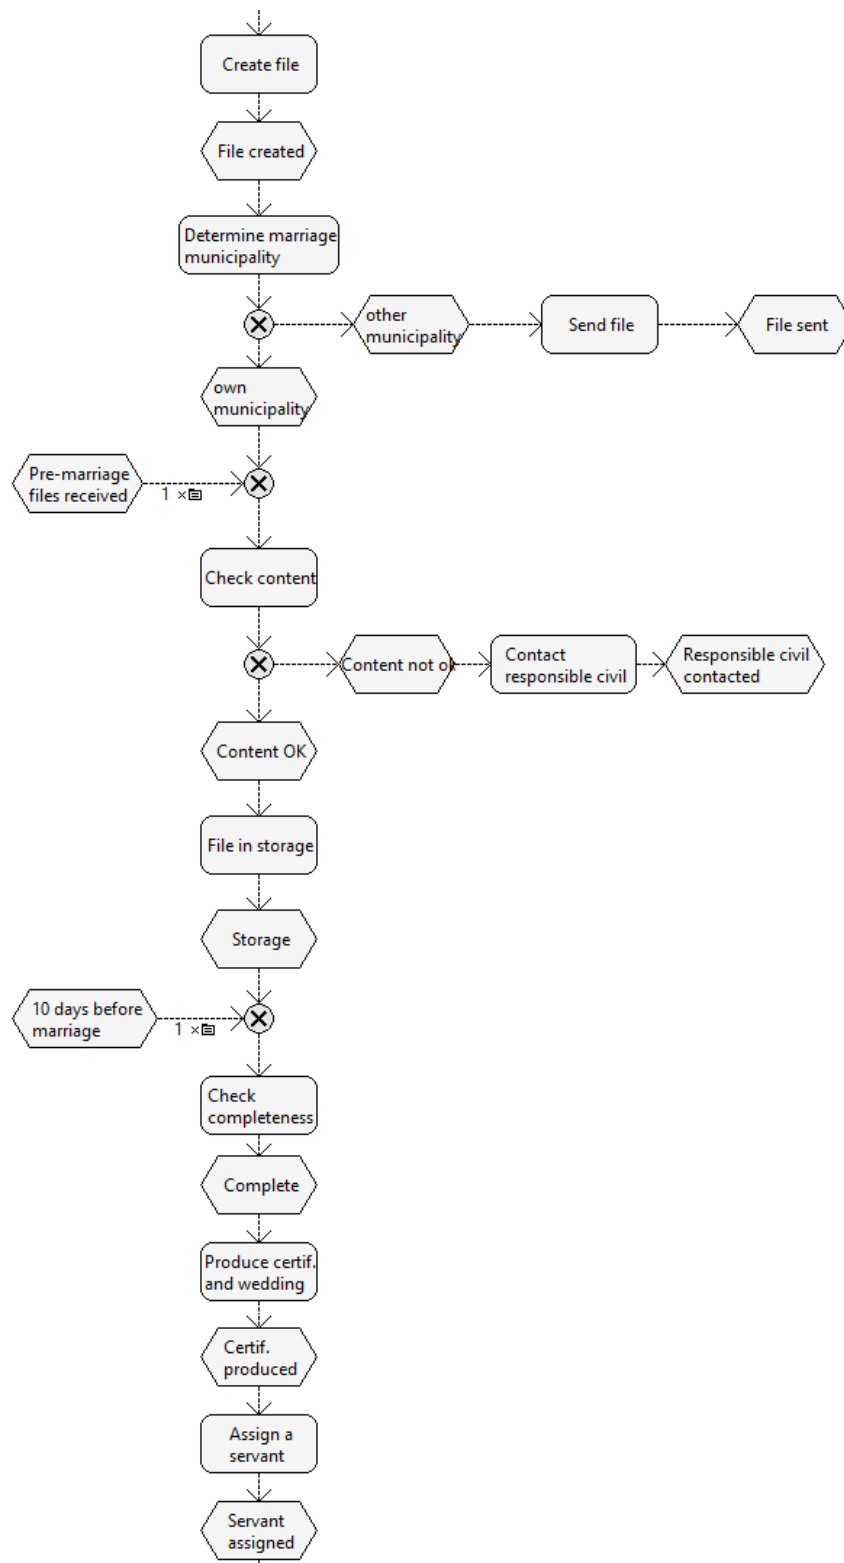 Create file
File created
Determine marriage
municipality
other
municipality
Send file
File sent
own
municipality
Pre-marriage
files received
1 ×
Check content
Content not ok
Contact
responsible civil
Responsible civil
contacted
Content OK
File in storage
Storage
10 days before
marriage
1 ×
Check
completeness
Complete
Produce certif.
and wedding
Certif.
produced
Assign a
servant
Servant
assigned